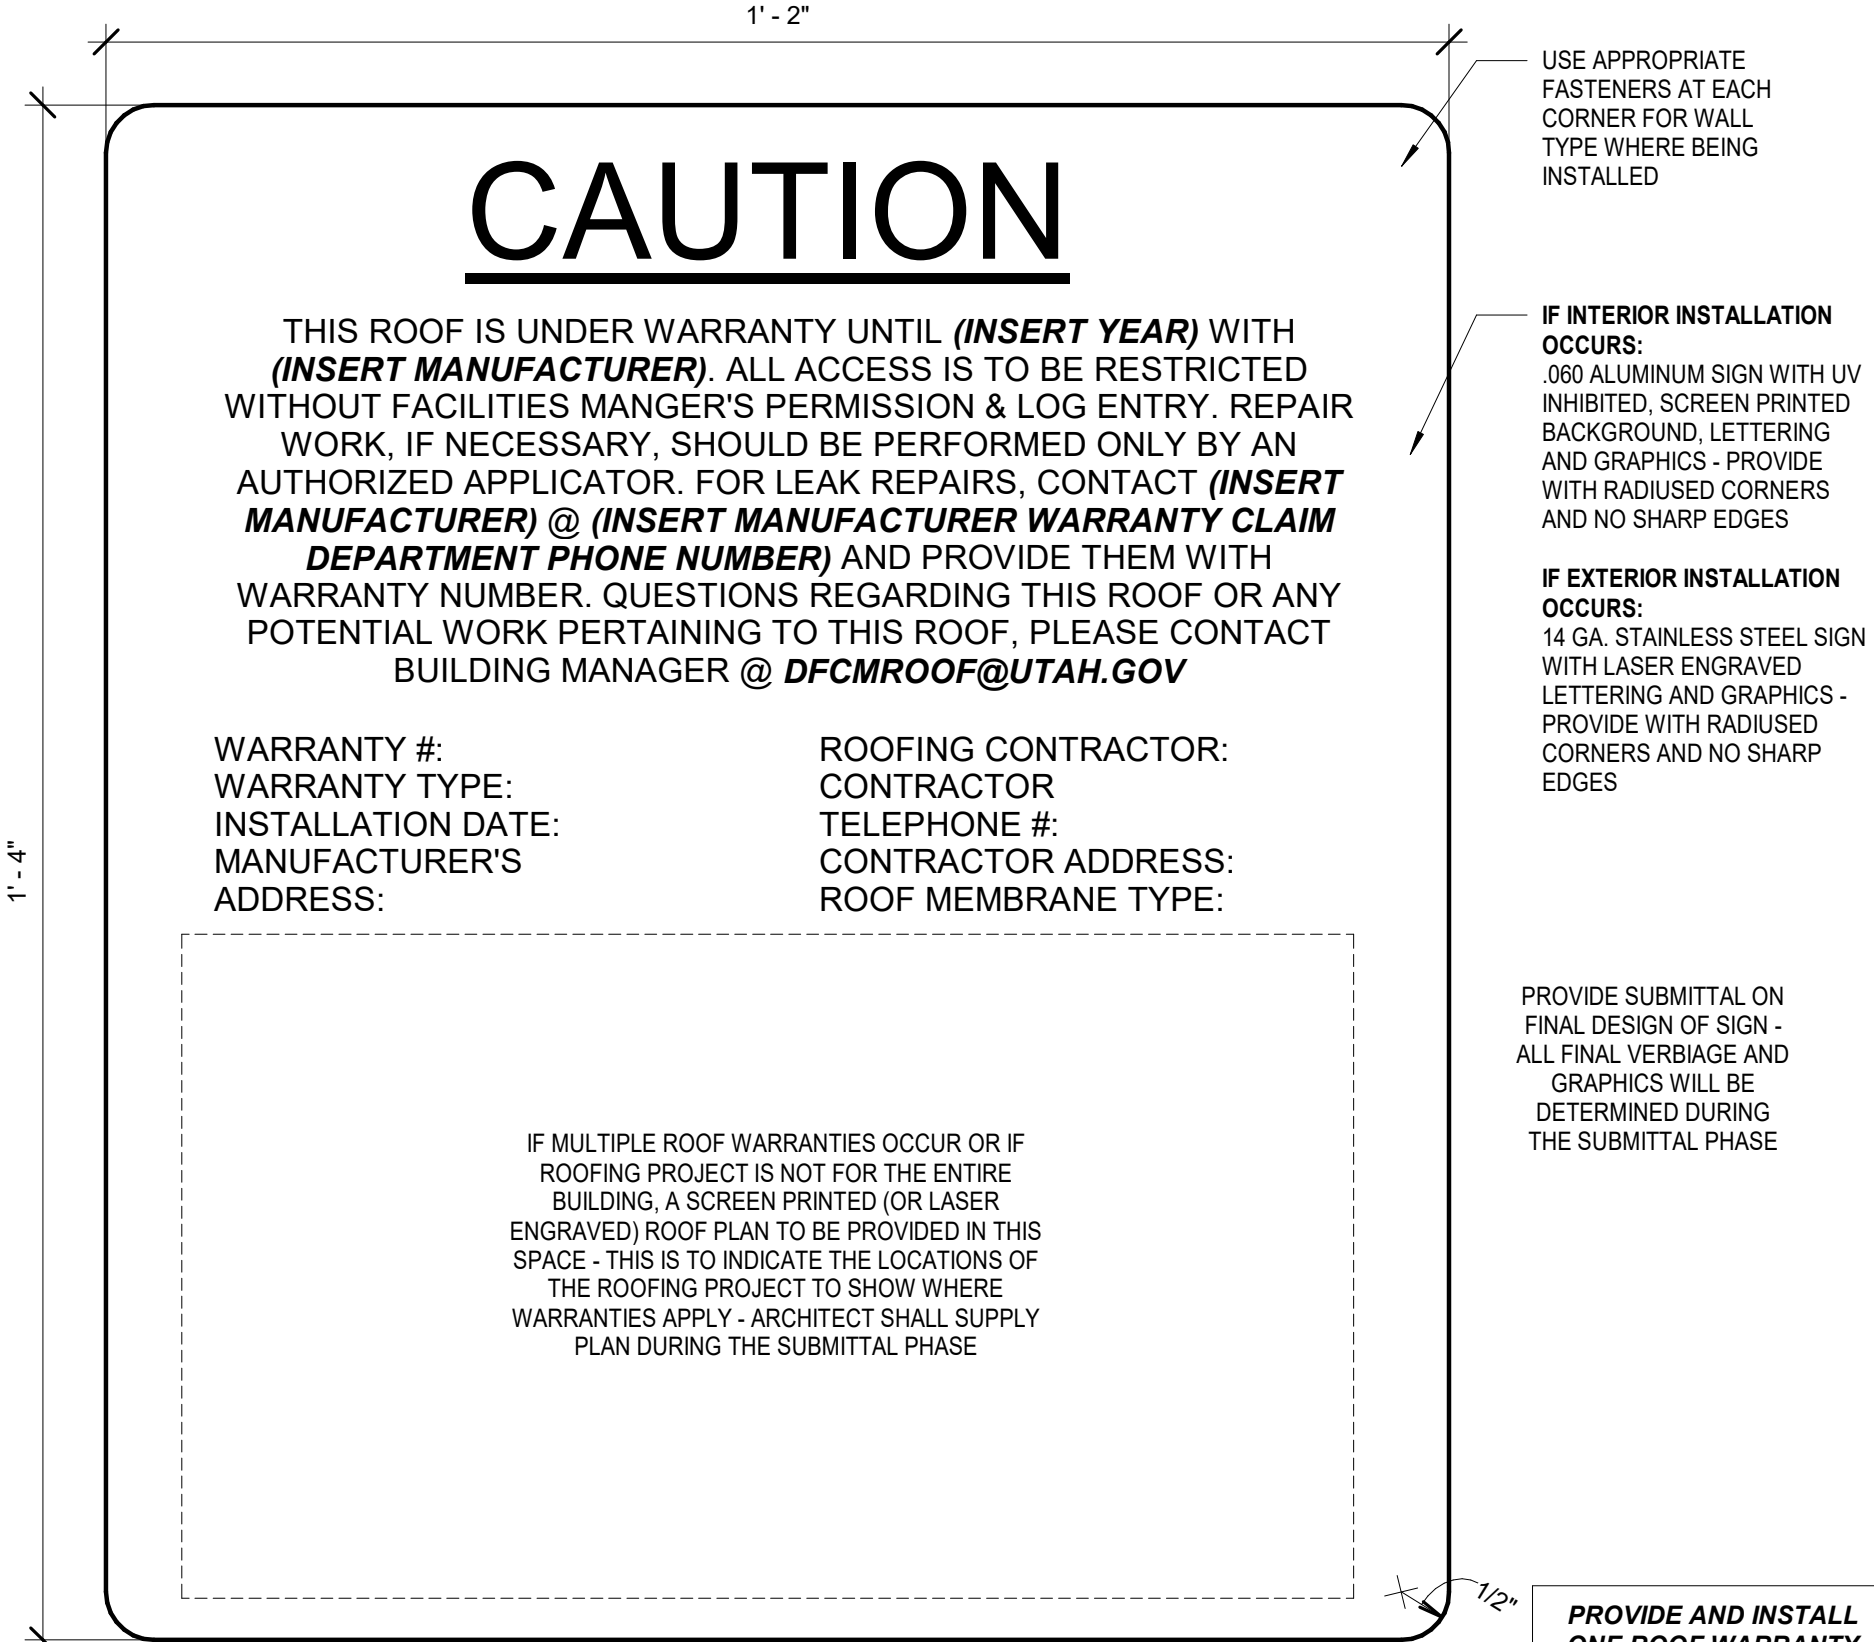 1' - 2"
USE APPROPRIATE
FASTENERS AT EACH
CORNER FOR WALL
TYPE WHERE BEING
INSTALLED
CAUTION
THIS ROOF IS UNDER WARRANTY UNTIL (INSERT YEAR) WITH
(INSERT MANUFACTURER). ALL ACCESS IS TO BE RESTRICTED
WITHOUT FACILITIES MANGER'S PERMISSION & LOG ENTRY. REPAIR
WORK, IF NECESSARY, SHOULD BE PERFORMED ONLY BY AN
AUTHORIZED APPLICATOR. FOR LEAK REPAIRS, CONTACT (INSERT
MANUFACTURER) @ (INSERT MANUFACTURER WARRANTY CLAIM
DEPARTMENT PHONE NUMBER) AND PROVIDE THEM WITH
WARRANTY NUMBER. QUESTIONS REGARDING THIS ROOF OR ANY
POTENTIAL WORK PERTAINING TO THIS ROOF, PLEASE CONTACT
BUILDING MANAGER @ DFCMROOF@UTAH.GOV
IF INTERIOR INSTALLATION
OCCURS:
.060 ALUMINUM SIGN WITH UV
INHIBITED, SCREEN PRINTED
BACKGROUND, LETTERING
AND GRAPHICS - PROVIDE
WITH RADIUSED CORNERS
AND NO SHARP EDGES
IF EXTERIOR INSTALLATION
OCCURS:
14 GA. STAINLESS STEEL SIGN
WITH LASER ENGRAVED
LETTERING AND GRAPHICS -
PROVIDE WITH RADIUSED
CORNERS AND NO SHARP
EDGES
WARRANTY #:
WARRANTY TYPE:
INSTALLATION DATE:
MANUFACTURER'S
ADDRESS:
ROOFING CONTRACTOR:
CONTRACTOR
TELEPHONE #:
CONTRACTOR ADDRESS:
ROOF MEMBRANE TYPE:
1' - 4"
PROVIDE SUBMITTAL ON
FINAL DESIGN OF SIGN -
ALL FINAL VERBIAGE AND
GRAPHICS WILL BE
DETERMINED DURING
THE SUBMITTAL PHASE
IF MULTIPLE ROOF WARRANTIES OCCUR OR IF
ROOFING PROJECT IS NOT FOR THE ENTIRE
BUILDING, A SCREEN PRINTED (OR LASER
ENGRAVED) ROOF PLAN TO BE PROVIDED IN THIS
SPACE - THIS IS TO INDICATE THE LOCATIONS OF
THE ROOFING PROJECT TO SHOW WHERE
WARRANTIES APPLY - ARCHITECT SHALL SUPPLY
PLAN DURING THE SUBMITTAL PHASE
1/2"
PROVIDE AND INSTALL
ONE ROOF WARRANTY